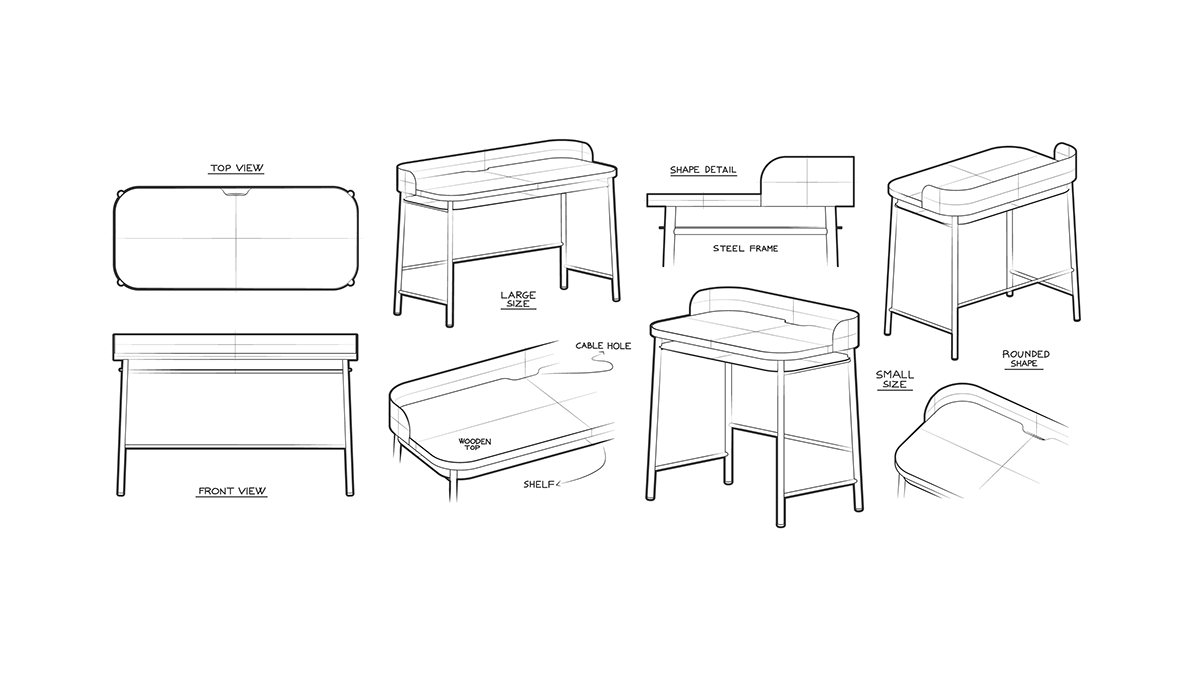 TOP VIEW
SHAPE DETAIL
STEEL FRAME
LARGE
SIZE
CABLE HOLE
ROUNDED
SHAPE
SMALL
SIZE
WOODEN
TOP
SHELF
FRONT VIEW